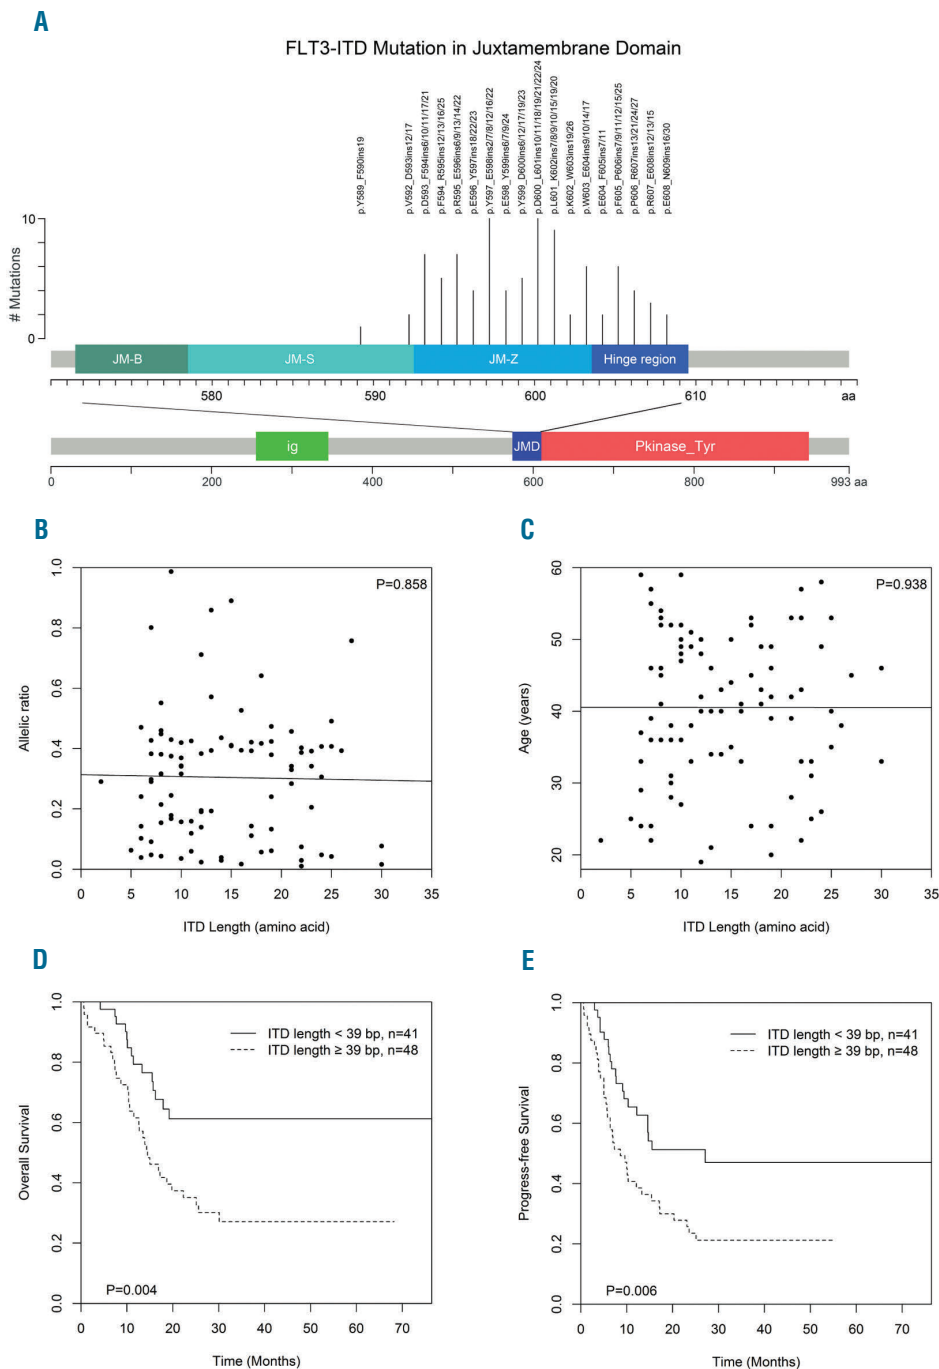 A
FLT3-ITD Mutation in Juxtamembrane Domain
p.Y589_F590ins19
p.V592_D593ins12/17
p.D593_F594ins6/10/11/17/21
p.F594_R595ins12/13/16/25
p.R595_E596ins6/9/13/14/22
p.E596_Y597ins18/22/23
p.Y597_E598ins2/7/8/12/16/22
p.E598_Y599ins6/7/9/24
p.Y599_D600ins6/12/17/19/23
p.D600_L601ins10/11/18/19/21/22/24
p.L601_K602ins7/8/9/10/15/19/20
p.K602_W603ins19/26
p.W603_E604ins9/10/14/17
p.E604_F605ins7/11
p.F605_P606ins7/9/11/12/15/25
p.P606_R607ins13/21/24/27
p.R607_E608ins12/13/15
p.E608_N609ins16/30
# Mutations
10
0
JM-B JM-S JM-Z Hinge region
580 590 600 610 aa
ig JMD Pkinase_Tyr
0 200 400 600 800 993 aa
B
P=0.858
Allelic ratio
1.0
0.8
0.6
0.4
0.2
0.0
0 5 10 15 20 25 30 35
ITD Length (amino acid)
C
P=0.938
Age (years)
60
50
40
30
20
0 5 10 15 20 25 30 35
ITD Length (amino acid)
D
ITD length < 39 bp, n=41
ITD length ≥ 39 bp, n=48
Overall Survival
1.0
0.8
0.6
0.4
0.2
0.0
P=0.004
0 10 20 30 40 50 60 70
Time (Months)
E
ITD length < 39 bp, n=41
ITD length ≥ 39 bp, n=48
Progress-free Survival
1.0
0.8
0.6
0.4
0.2
0.0
P=0.006
0 10 20 30 40 50 60 70
Time (Months)